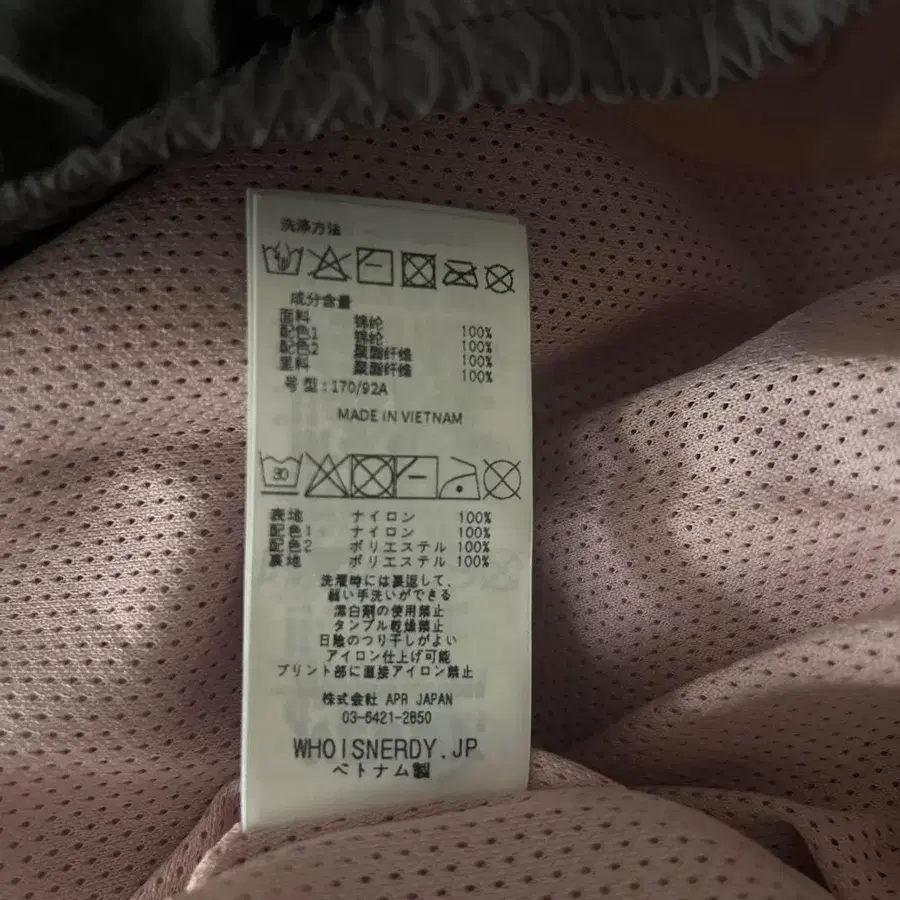 洗涤方法
成分含量
面料 锦纶 100%
配色1 锦纶 100%
配色2 聚酯纤维 100%
里料 聚酯纤维 100%
号型:170/92A
MADE IN VIETNAM
30
表地 ナイロン 100%
配色1 ナイロン 100%
配色2 ポリエステル 100%
裏地 ポリエステル 100%
洗濯時には裏返して、
弱い手洗いができる
漂白剤の使用禁止
タンブル乾燥禁止
日陰のつり干しがよい
アイロン仕上げ可能
プリント部に直接アイロン禁止
株式会社 APR JAPAN
03-6421-2850
WHOISNERDY.JP
ベトナム製